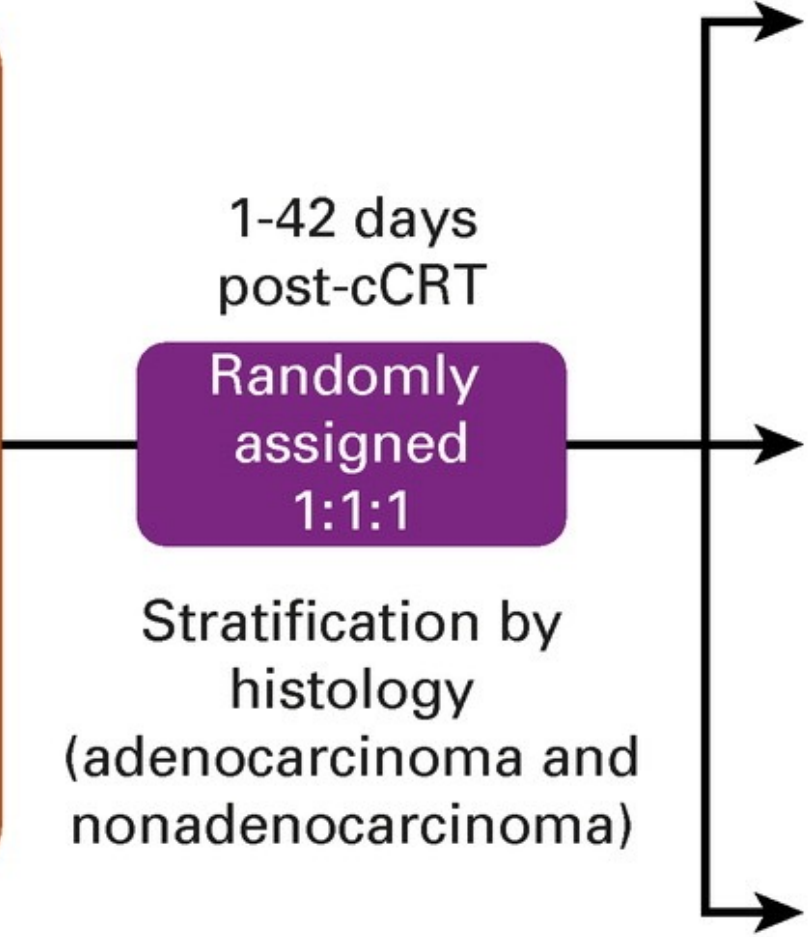 1-42 days
post-cCRT
Randomly
assigned
1:1:1
Stratification by
histology
(adenocarcinoma and
nonadenocarcinoma)